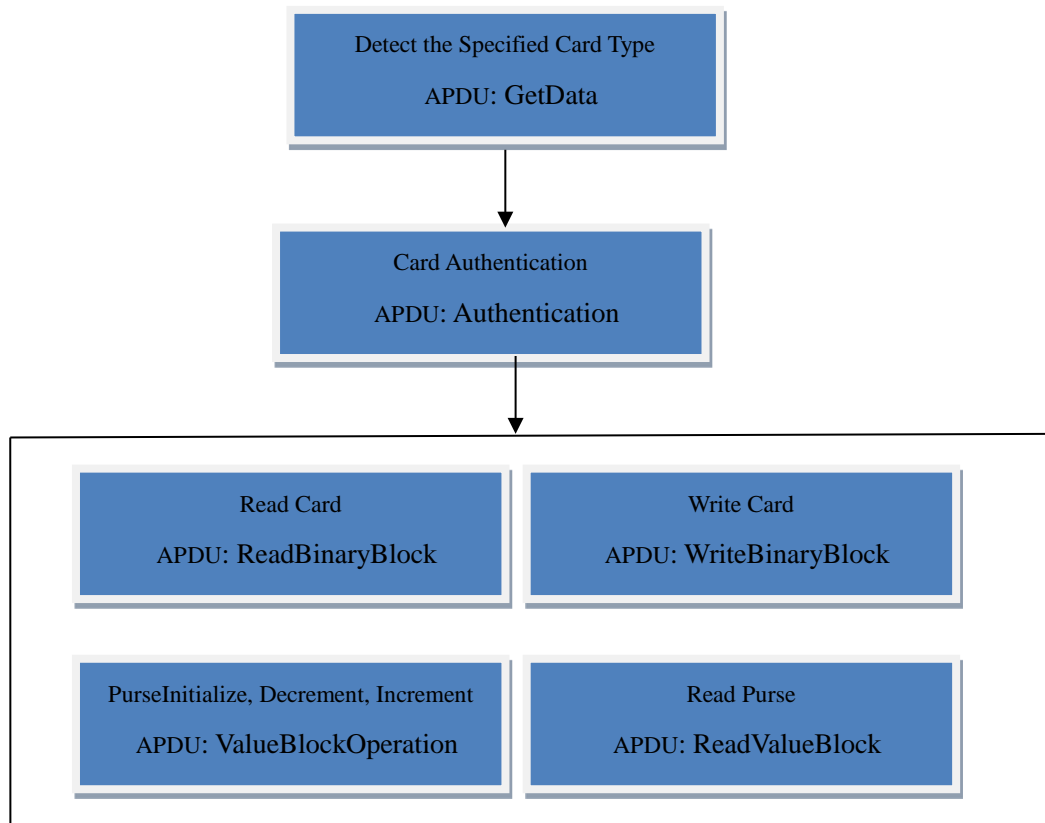 Detect the Specified Card Type
APDU: GetData
Card Authentication
APDU: Authentication
Read Card
APDU: ReadBinaryBlock
Write Card
APDU: WriteBinaryBlock
PurseInitialize, Decrement, Increment
APDU: ValueBlockOperation
Read Purse
APDU: ReadValueBlock